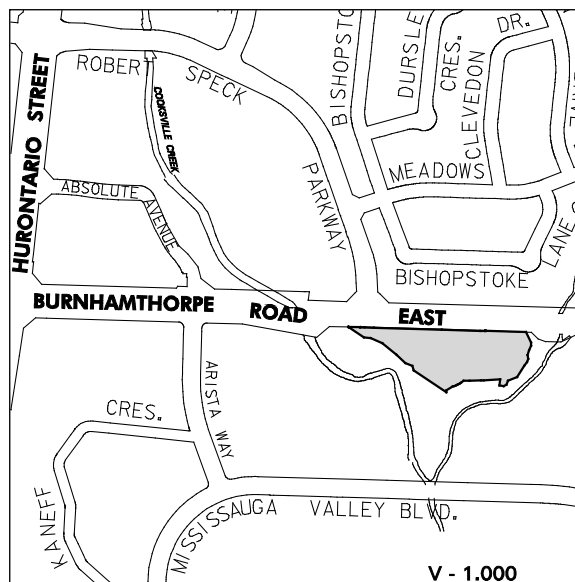 DR.
ROBER SPECK
PARKWAY
BISHOPSTO
DURSLE
CRES.
CLEVEDON
COOKSVILLE CREEK
HURONTARIO STREET
MEADOWS
ABSOLUTE
AVENUE
LANE
BISHOPSTOKE
BURNHAMTHORPE ROAD EAST
ARISTA WAY
CRES.
KANEFF
MISSISSAUGA VALLEY BLVD.
V - 1.000